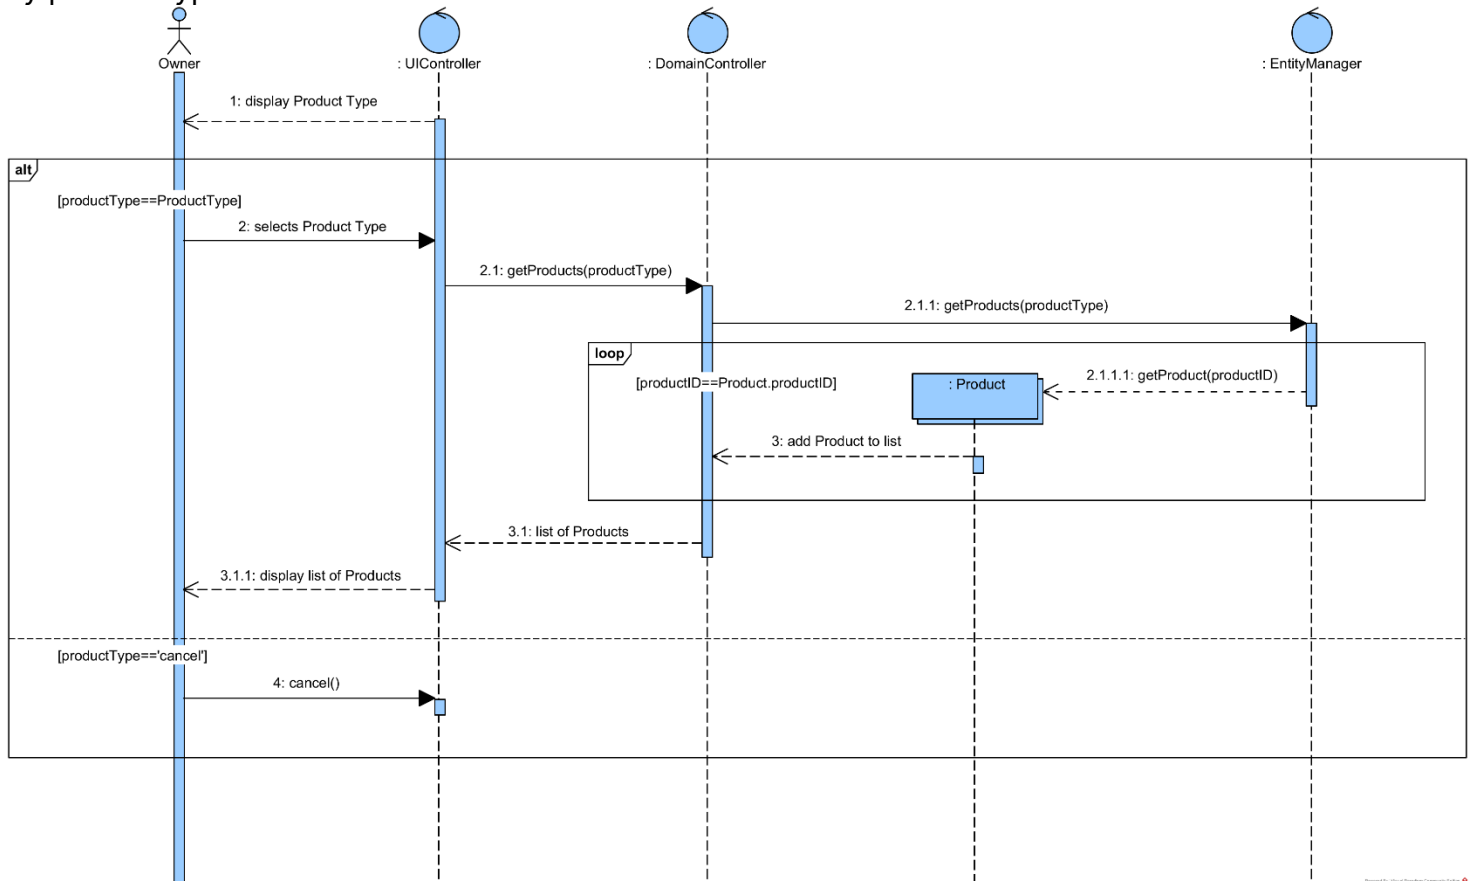 Owner
: UIController
: DomainController
: EntityManager
1: display Product Type
alt
[productType==ProductType]
2: selects Product Type
2.1: getProducts(productType)
2.1.1: getProducts(productType)
loop
[productID==Product.productID]
: Product
2.1.1.1: getProduct(productID)
3: add Product to list
3.1: list of Products
3.1.1: display list of Products
[productType=='cancel']
4: cancel()